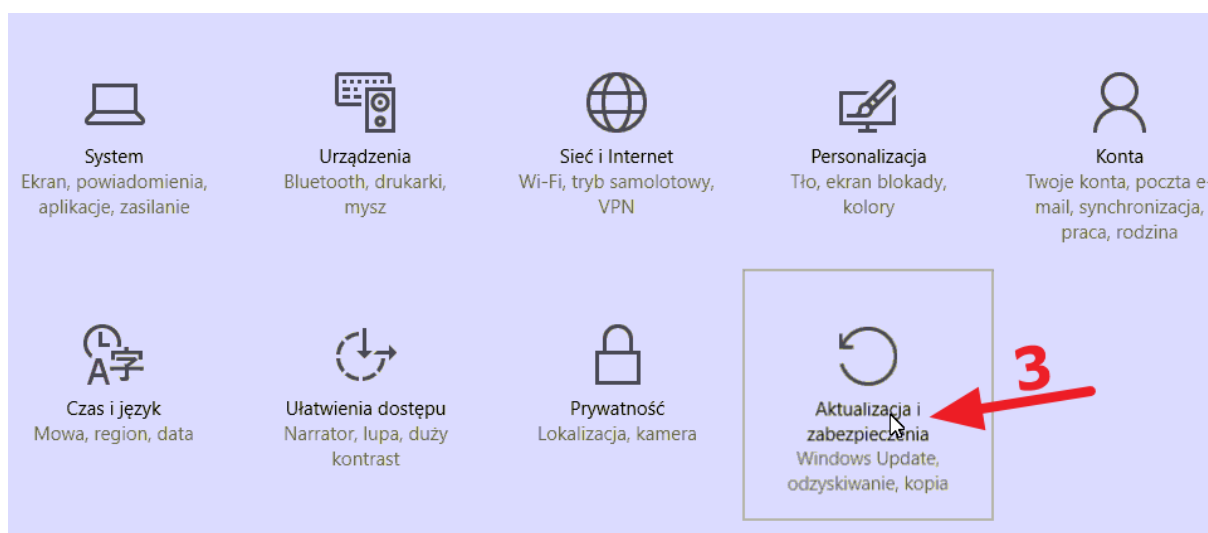 System
Ekran, powiadomienia,
aplikacje, zasilanie
Urządzenia
Bluetooth, drukarki,
mysz
Sieć i Internet
Wi-Fi, tryb samolotowy,
VPN
Personalizacja
Tło, ekran blokady,
kolory
Konta
Twoje konta, poczta e-
mail, synchronizacja,
praca, rodzina
Czas i język
Mowa, region, data
Ułatwienia dostępu
Narrator, lupa, duży
kontrast
Prywatność
Lokalizacja, kamera
Aktualizacja i
zabezpieczenia
Windows Update,
odzyskiwanie, kopia
3